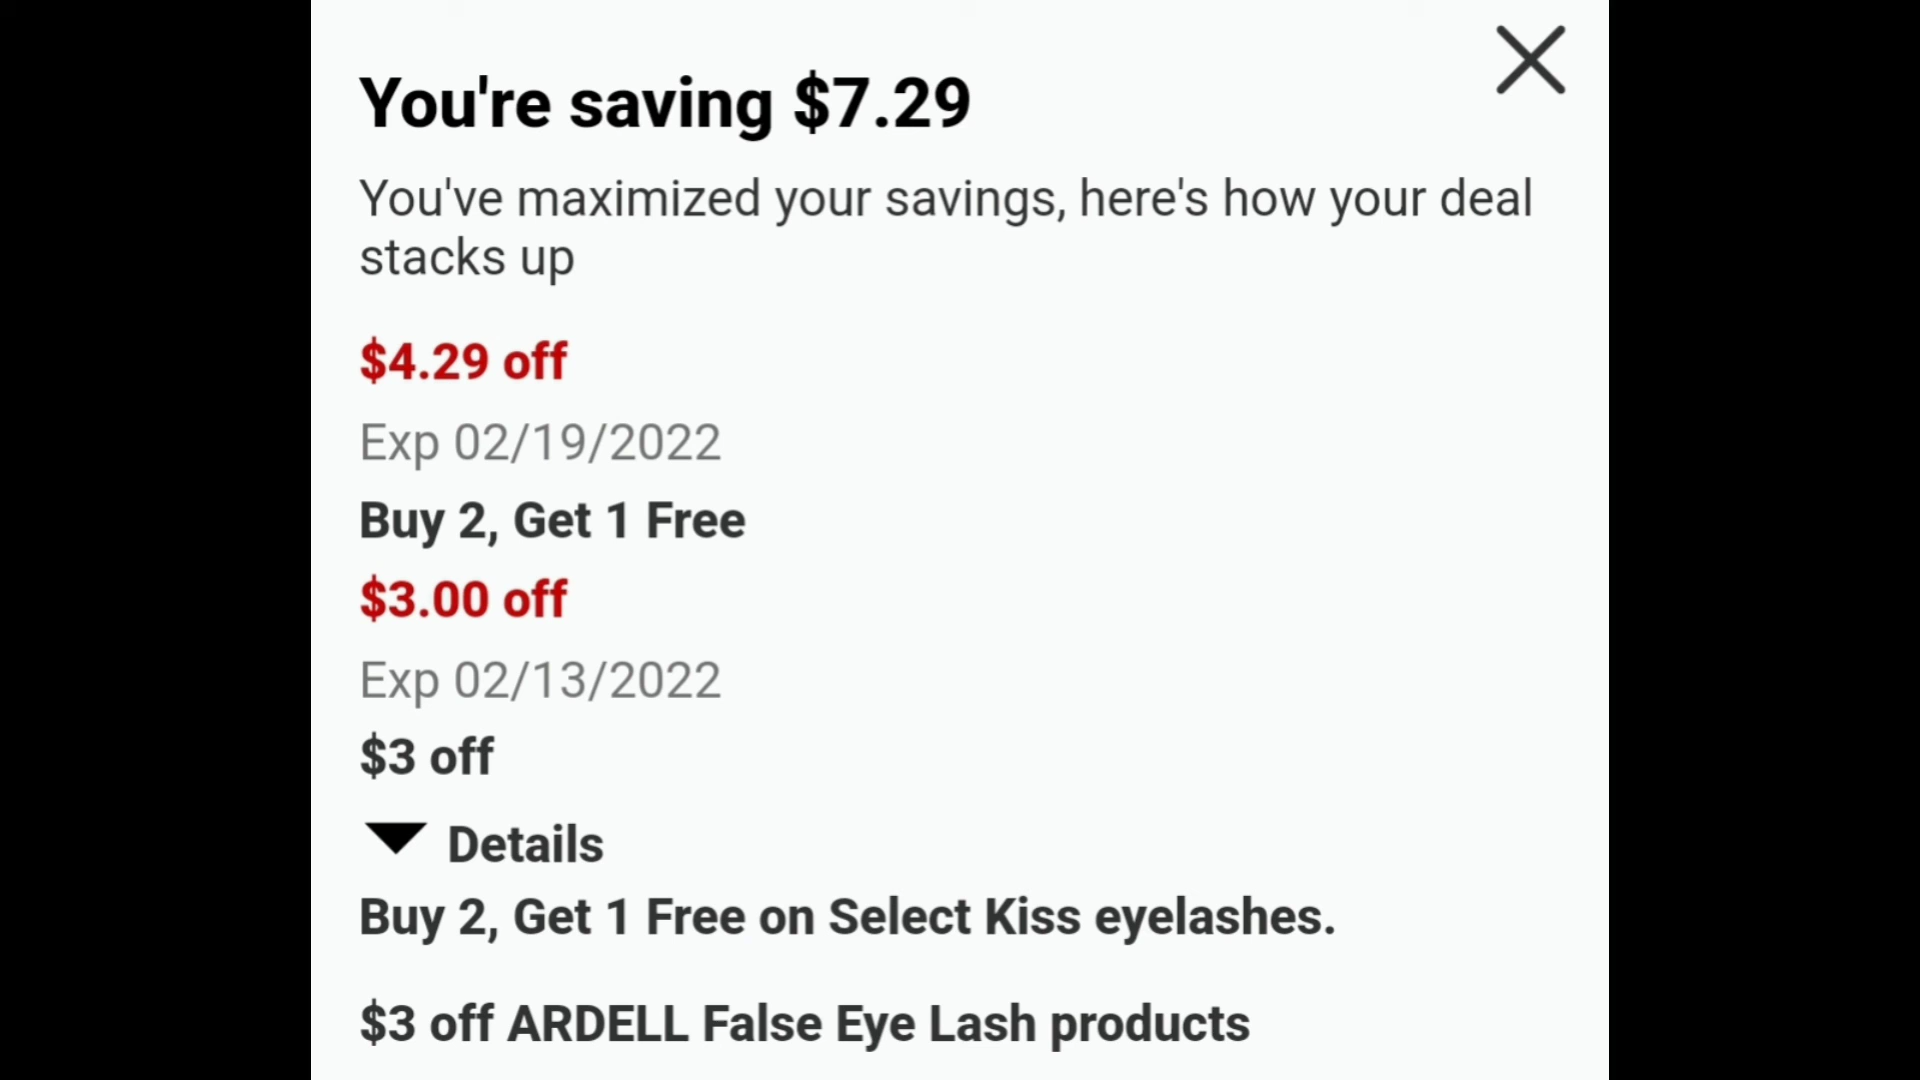 You're saving $7.29
You've maximized your savings, here's how your deal
stacks up
$4.29 off
Exp 02/19/2022
Buy 2, Get 1 Free
$3.00 off
Exp 02/13/2022
$3 off
Details
Buy 2, Get 1 Free on Select Kiss eyelashes.
$3 off ARDELL False Eye Lash products